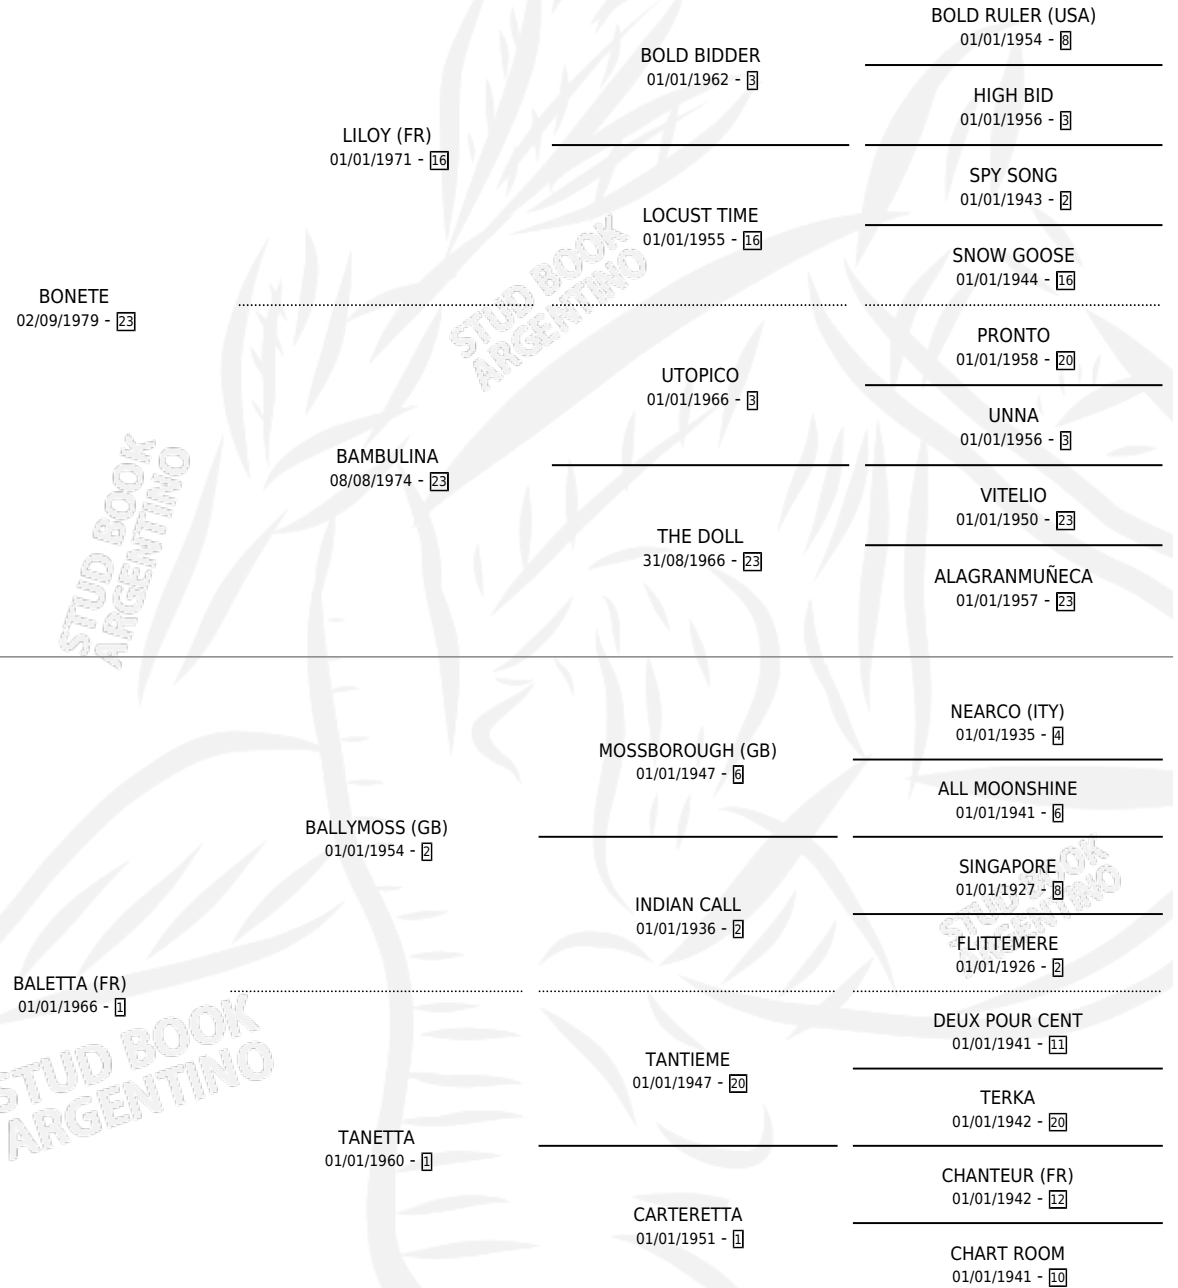 BONETE
02/09/1979 - 23
LILOY (FR)
01/01/1971 - 16
BOLD BIDDER
01/01/1962 - 3
BOLD RULER (USA)
01/01/1954 - 8
HIGH BID
01/01/1956 - 3
LOCUST TIME
01/01/1955 - 16
SPY SONG
01/01/1943 - 2
SNOW GOOSE
01/01/1944 - 16
BAMBULINA
08/08/1974 - 23
UTOPICO
01/01/1966 - 3
PRONTO
01/01/1958 - 20
UNNA
01/01/1956 - 3
THE DOLL
31/08/1966 - 23
VITELIO
01/01/1950 - 23
ALAGRANMUÑECA
01/01/1957 - 23
BALETTA (FR)
01/01/1966 - 1
BALLYMOSS (GB)
01/01/1954 - 2
MOSSBOROUGH (GB)
01/01/1947 - 6
NEARCO (ITY)
01/01/1935 - 4
ALL MOONSHINE
01/01/1941 - 6
INDIAN CALL
01/01/1936 - 2
SINGAPORE
01/01/1927 - 8
FLITTEMERE
01/01/1926 - 2
TANETTA
01/01/1960 - 1
TANTIEME
01/01/1947 - 20
DEUX POUR CENT
01/01/1941 - 11
TERKA
01/01/1942 - 20
CARTERETTA
01/01/1951 - 1
CHANTEUR (FR)
01/01/1942 - 12
CHART ROOM
01/01/1941 - 10
STUD BOOK
ARGENTINO
STUD BOOK
ARGENTINO
STUD BOOK
ARGENTINO
STUD BOOK
ARGENTINO